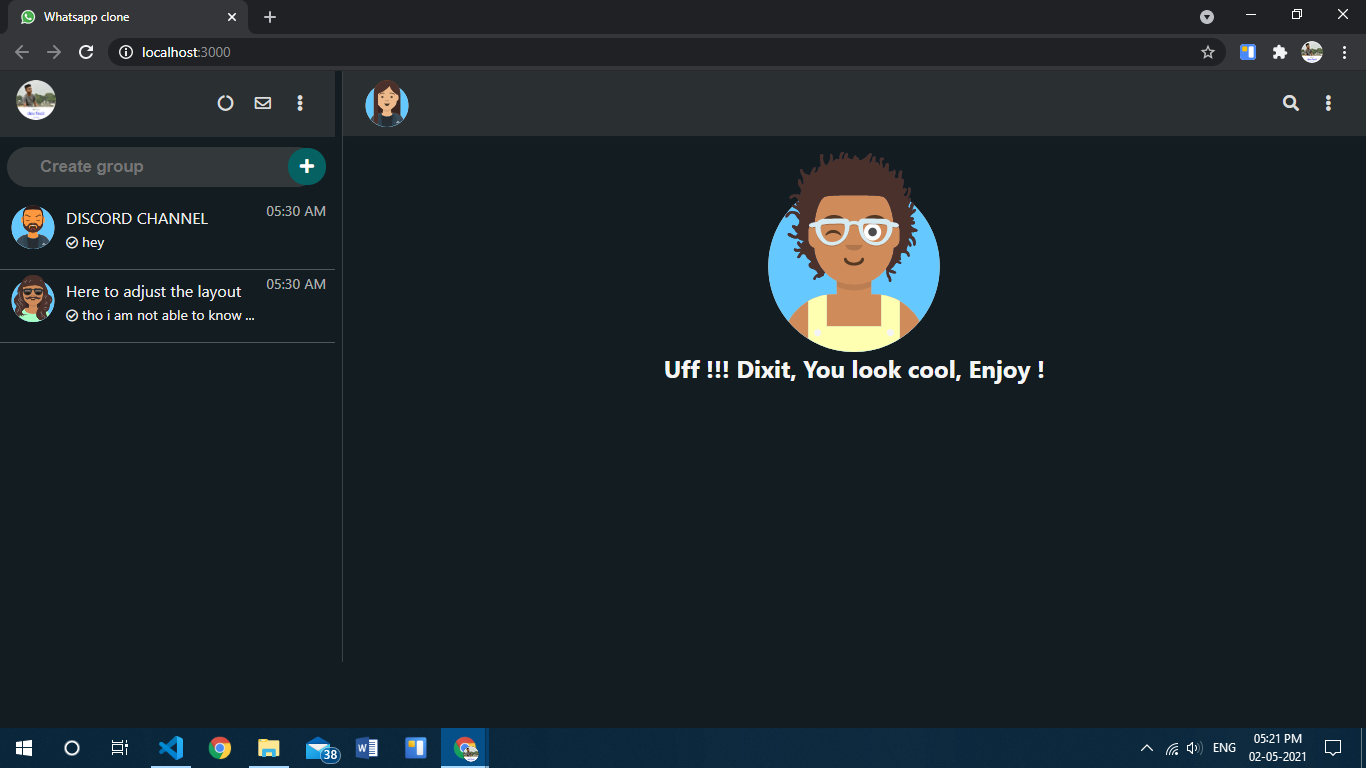 Whatsapp clone
localhost:3000
Create group
DISCORD CHANNEL
05:30 AM
hey
Here to adjust the layout
05:30 AM
tho i am not able to know ...
Uff !!! Dixit, You look cool, Enjoy !
38
ENG
05:21 PM
02-05-2021